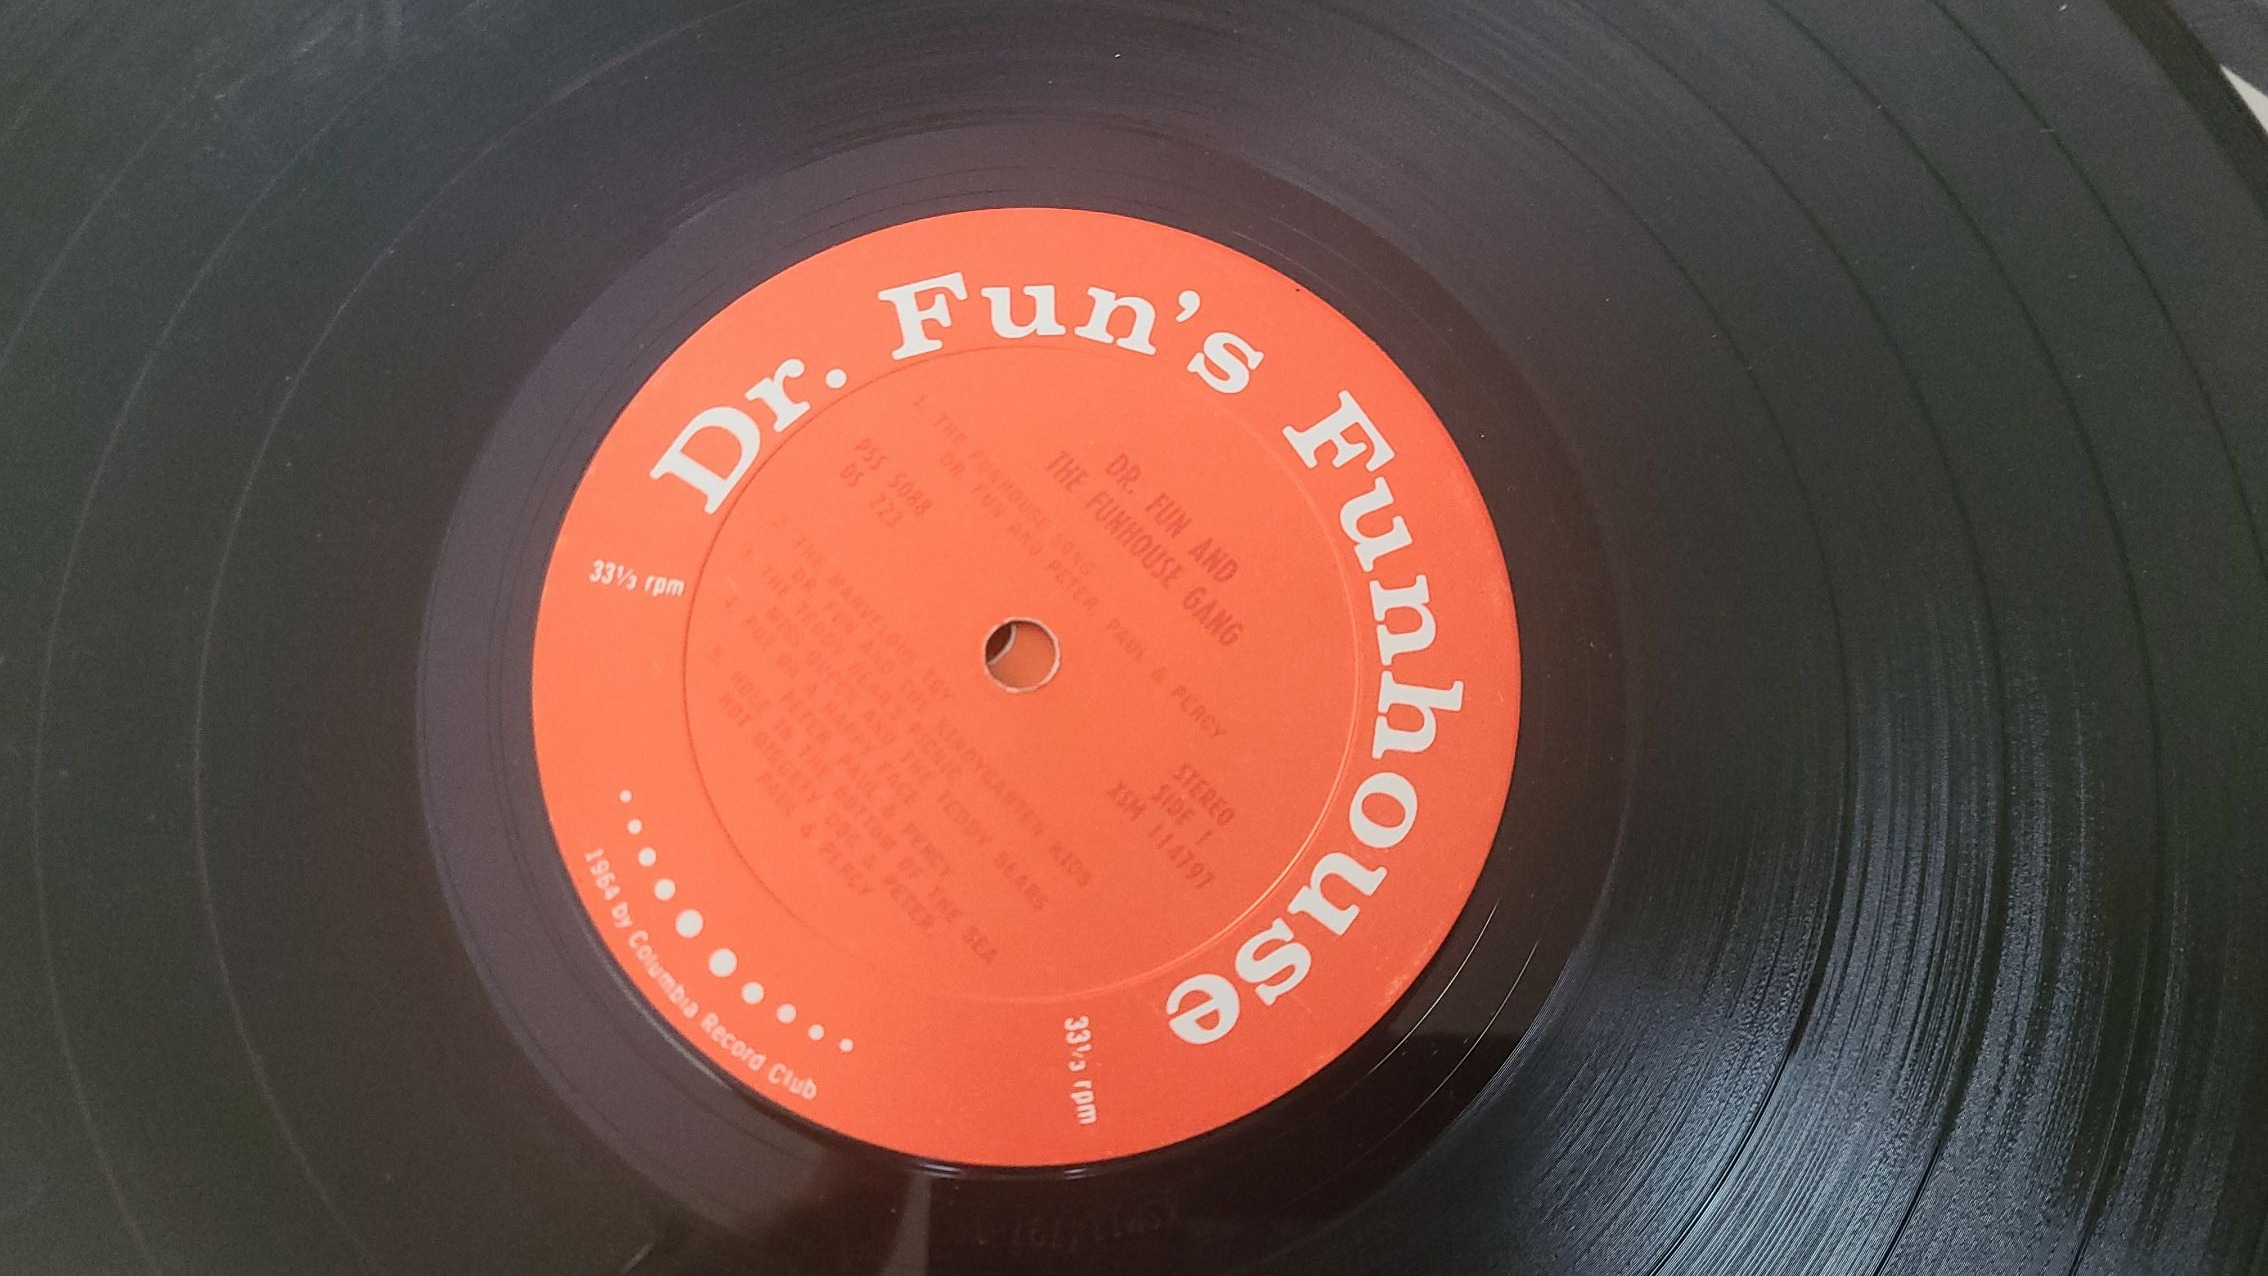 Dr. Fun's Funhouse
DR. FUN AND
THE FUNHOUSE GANG
1. THE FUNHOUSE SONG
DR. FUN AND PETER, PAUL & PERCY
PSS 5088
DS 223
STEREO
SIDE 1
XSM 114797
2. THE MARVELOUS TOY
DR. FUN AND THE KINDYGARTEN KIDS
3. THE TEDDY BEARS PICNIC
MISS GUESS AND THE TEDDY BEARS
4. PUT ON A HAPPY FACE
PETER, PAUL & PERCY
5. HOLE IN THE BOTTOM OF THE SEA
DIGGETY DOG & PETER,
PAUL & PERCY
33⅓ rpm
33⅓ rpm
1964 by Columbia Record Club